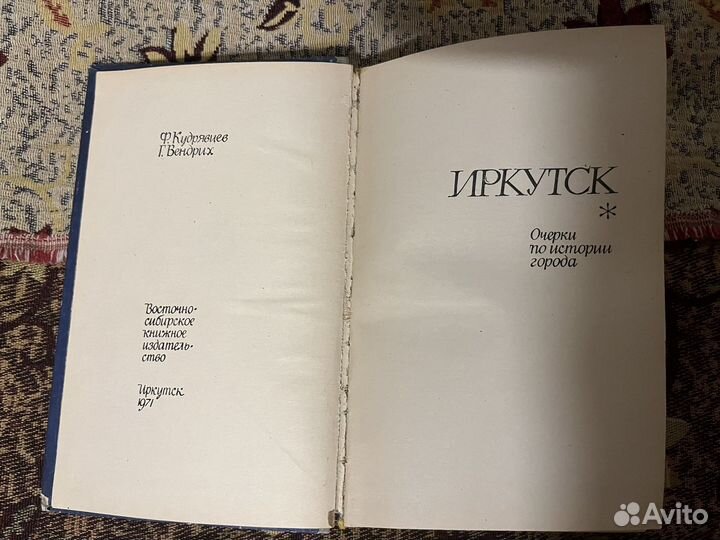 Ф. Кудрявцев
Г. Вендрих
Восточно-
сибирское
книжное
издатель-
ство
Иркутск
1971
ИРКУТСК
*
Очерки
по истории
города
Avito